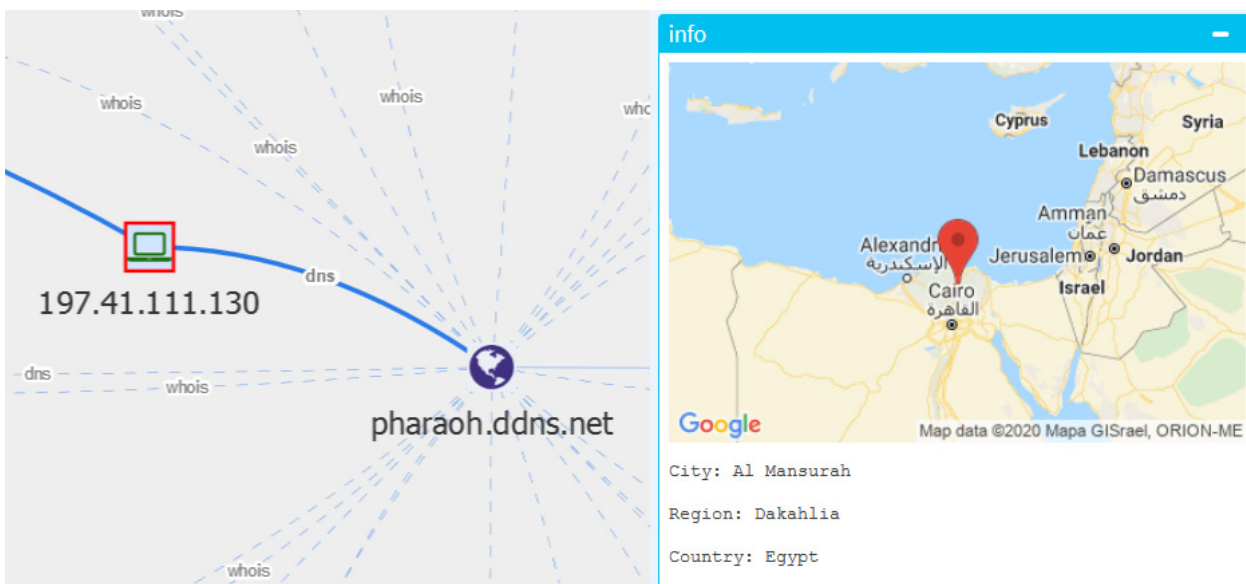 whois
whois
whois
whois
whc
dns
197.41.111.130
dns
whois
pharaoh.ddns.net
whois
info
Cyprus
Syria
Lebanon
Damascus
دمشق
Amman
عمان
Alexandr
الإسكندرية
Jerusalem
Jordan
Israel
Cairo
القاهرة
Google
Map data ©2020 Mapa GISrael, ORION-ME
City: Al Mansurah
Region: Dakahlia
Country: Egypt